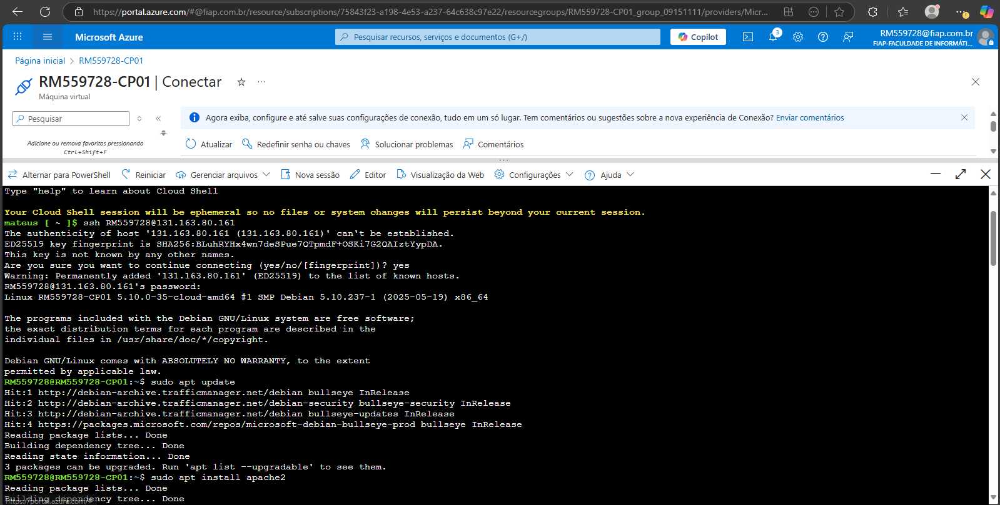 https://portal.azure.com/#@fiap.com.br/resource/subscriptions/75843f23-a198-4e53-a237-64c638c97e22/resourcegroups/RM559728-CP01_group_09151111/providers/Micr...
Microsoft Azure
Pesquisar recursos, serviços e documentos (G+/)
Copilot
3
RM559728@fiap.com.br
FIAP-FACULDADE DE INFORMÁTI...
Página inicial > RM559728-CP01
RM559728-CP01 | Conectar
Máquina virtual
Pesquisar
Adicione ou remova favoritos pressionando
Ctrl+Shift+F
Agora exiba, configure e até salve suas configurações de conexão, tudo em um só lugar. Tem comentários ou sugestões sobre a nova experiência de Conexão? Enviar comentários
Atualizar Redefinir senha ou chaves Solucionar problemas Comentários
Alternar para PowerShell Reiniciar Gerenciar arquivos Nova sessão Editor Visualização da Web Configurações Ajuda
Type "help" to learn about Cloud Shell
Your Cloud Shell session will be ephemeral so no files or system changes will persist beyond your current session.
mateus [ ~ ]$ ssh RM559728@131.163.80.161
The authenticity of host '131.163.80.161 (131.163.80.161)' can't be established.
ED25519 key fingerprint is SHA256:BLuhRYHx4wn7deSPue7QTpmdF+OSKi7G2QAIztYypDA.
This key is not known by any other names.
Are you sure you want to continue connecting (yes/no/[fingerprint])? yes
Warning: Permanently added '131.163.80.161' (ED25519) to the list of known hosts.
RM559728@131.163.80.161's password:
Linux RM559728-CP01 5.10.0-35-cloud-amd64 #1 SMP Debian 5.10.237-1 (2025-05-19) x86_64
The programs included with the Debian GNU/Linux system are free software;
the exact distribution terms for each program are described in the
individual files in /usr/share/doc/*/copyright.
Debian GNU/Linux comes with ABSOLUTELY NO WARRANTY, to the extent
permitted by applicable law.
RM559728@RM559728-CP01:~$ sudo apt update
Hit:1 http://debian-archive.trafficmanager.net/debian bullseye InRelease
Hit:2 http://debian-archive.trafficmanager.net/debian-security bullseye-security InRelease
Hit:3 http://debian-archive.trafficmanager.net/debian bullseye-updates InRelease
Hit:4 https://packages.microsoft.com/repos/microsoft-debian-bullseye-prod bullseye InRelease
Reading package lists... Done
Building dependency tree... Done
Reading state information... Done
3 packages can be upgraded. Run 'apt list --upgradable' to see them.
RM559728@RM559728-CP01:~$ sudo apt install apache2
Reading package lists... Done
Building dependency tree... Done
https://portal.azure.com/#